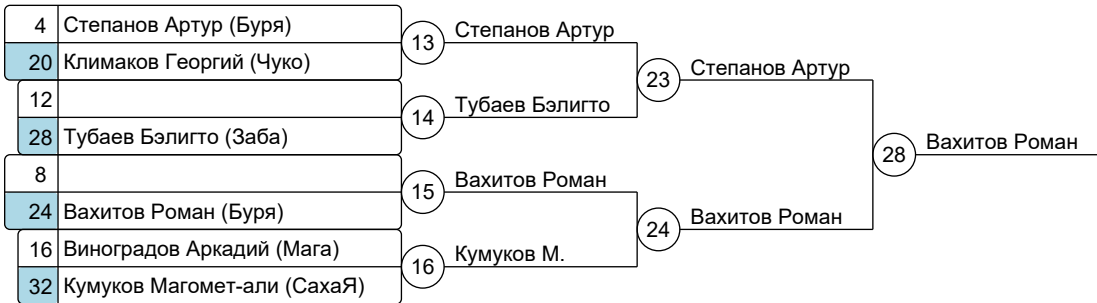 4 Степанов Артур (Буря)
20 Климаков Георгий (Чуко)
12
28 Тубаев Бэлигто (Заба)
8
24 Вахитов Роман (Буря)
16 Виноградов Аркадий (Мага)
32 Кумуков Магомет-али (СахаЯ)
13 Степанов Артур
14 Тубаев Бэлигто
15 Вахитов Роман
16 Кумуков М.
23 Степанов Артур
24 Вахитов Роман
28 Вахитов Роман